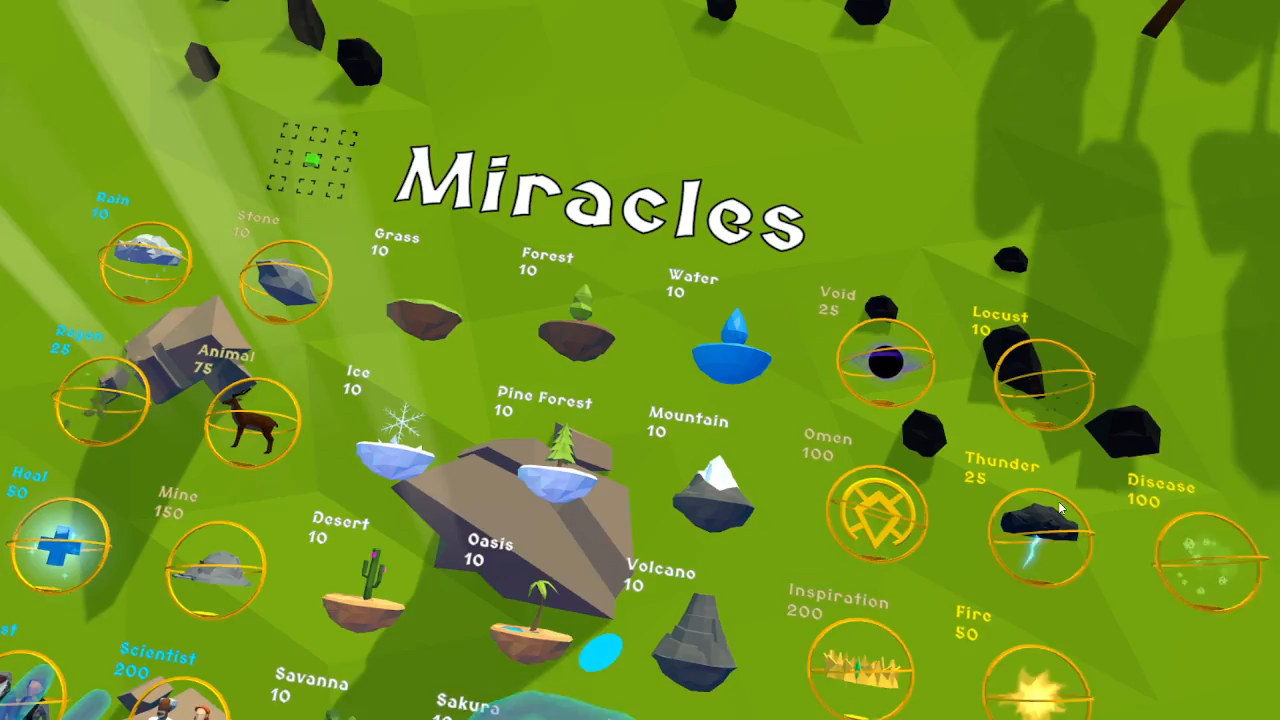 Miracles
Rain
10
Stone
10
Grass
10
Forest
10
Water
10
Void
25
Locust
10
Animal
75
Ice
10
Pine Forest
10
Mountain
10
Omen
100
Thunder
25
Disease
100
Heal
50
Mine
150
Desert
10
Oasis
10
Volcano
10
Inspiration
200
Fire
50
Scientist
200
Savanna
10
Sakura